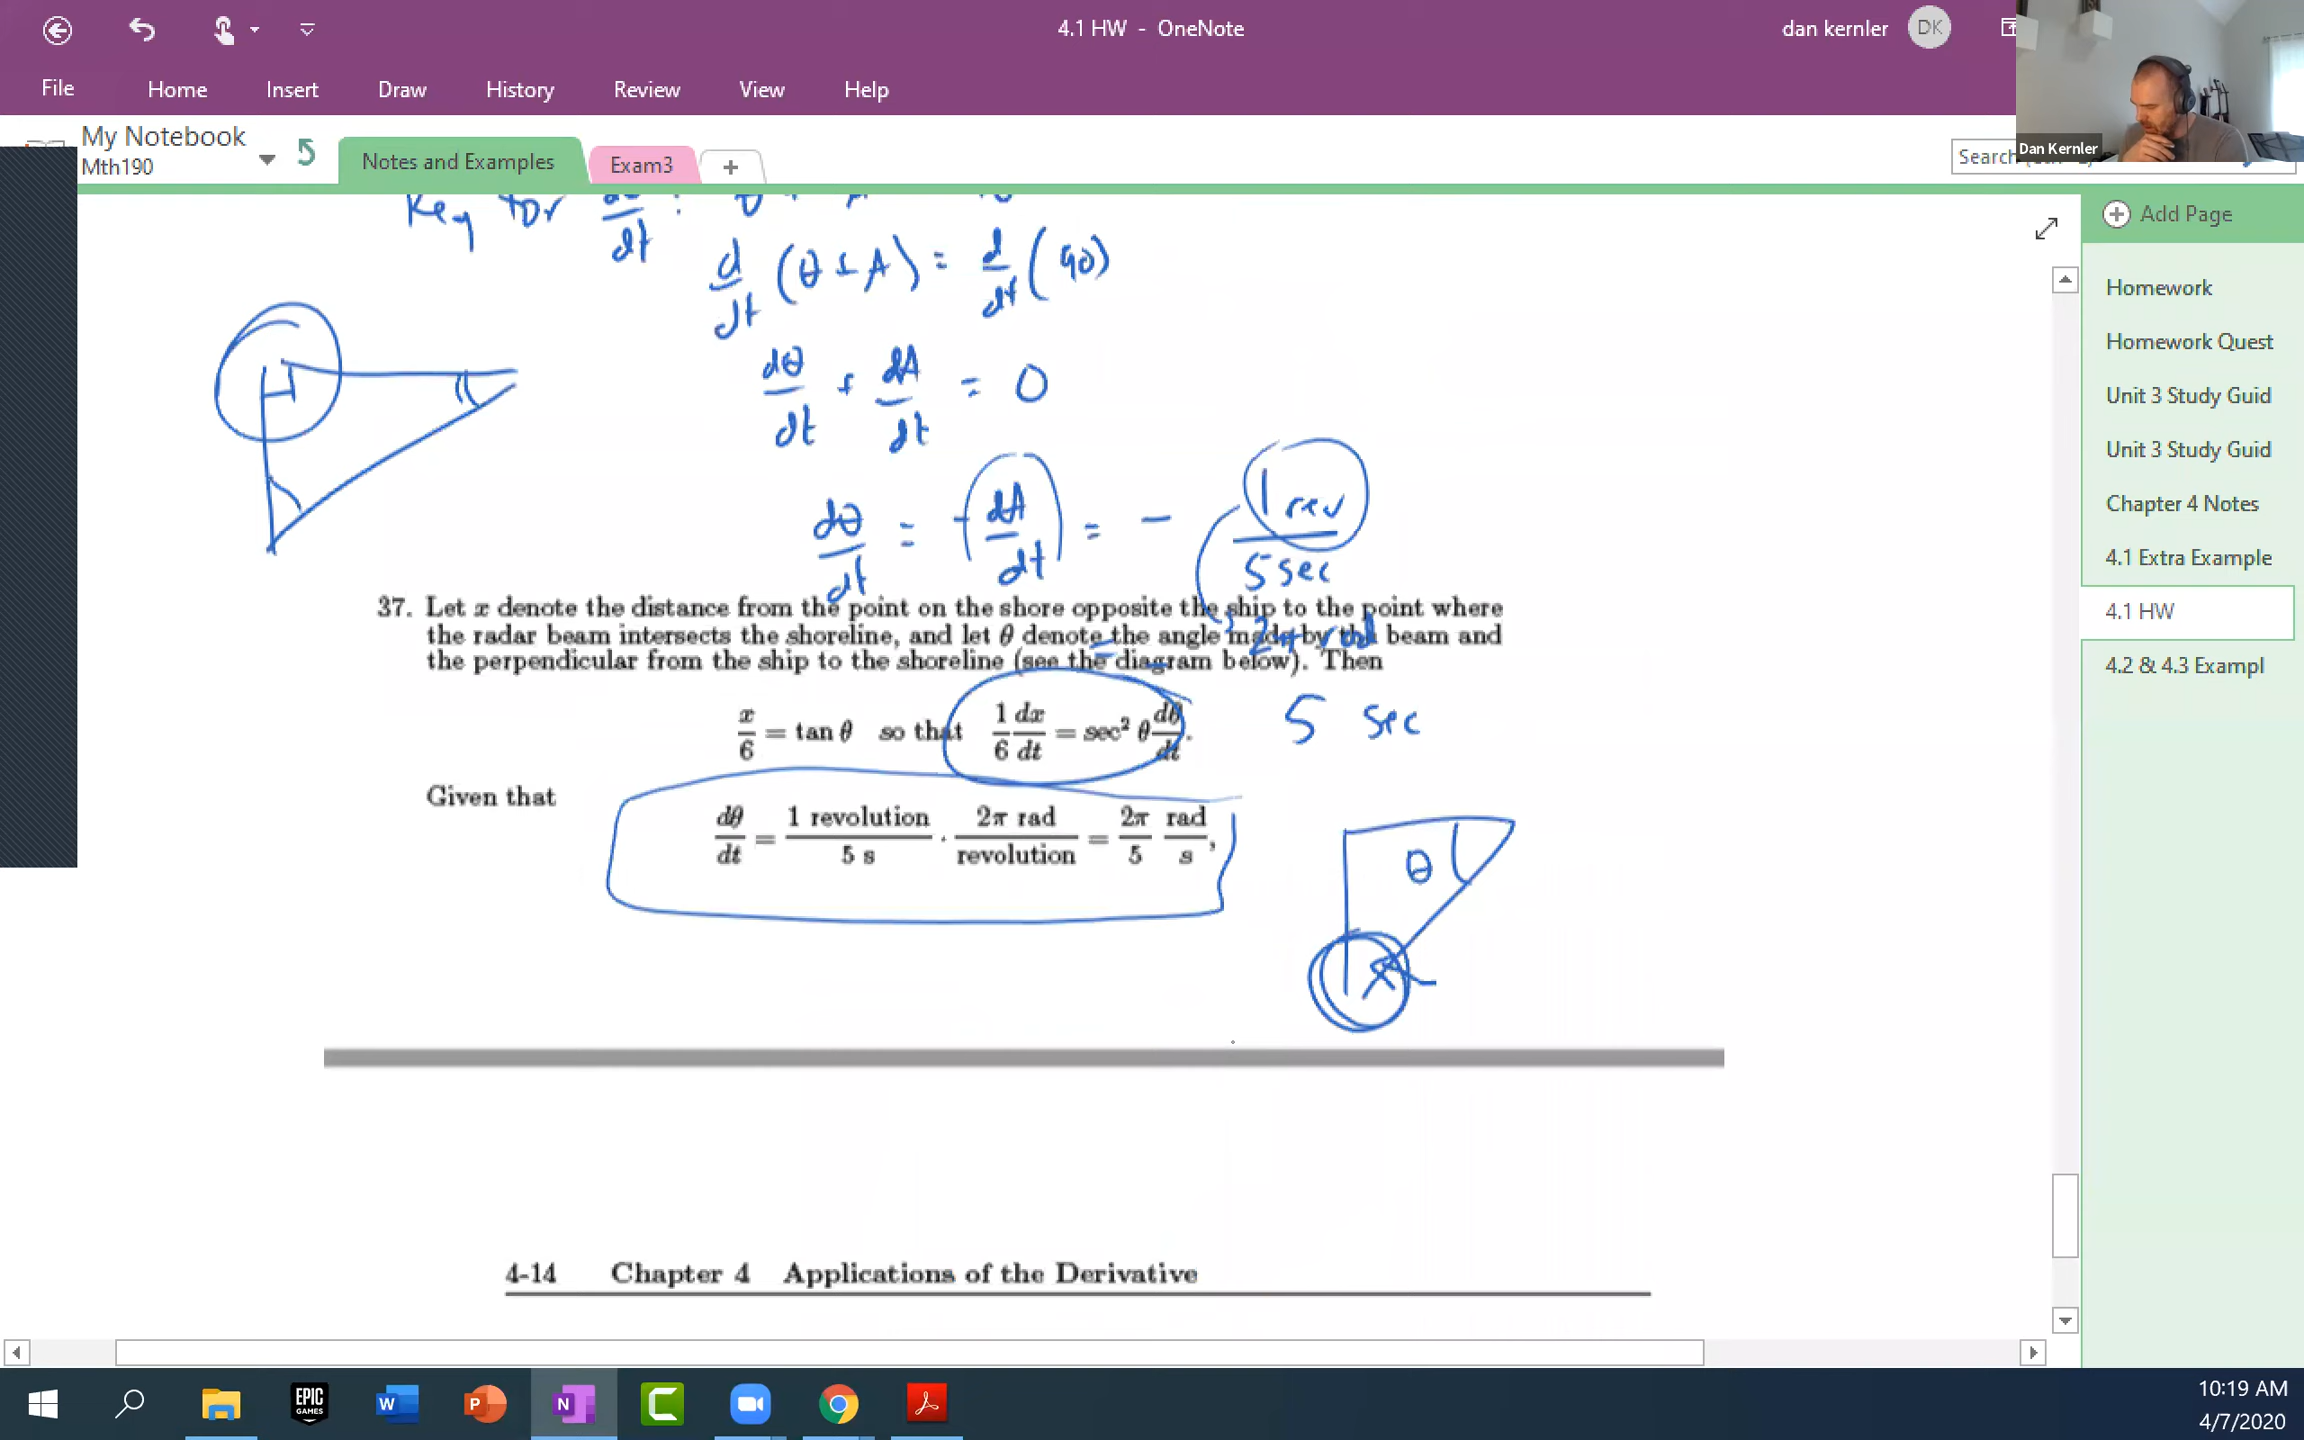 4.1 HW - OneNote
dan kernler
DK
File
Home
Insert
Draw
History
Review
View
Help
Dan Kernler
My Notebook
Mth190
Notes and Examples
Exam3
+
Search
Add Page
Homework
Homework Quest
Unit 3 Study Guid
Unit 3 Study Guid
Chapter 4 Notes
4.1 Extra Example
4.1 HW
4.2 & 4.3 Exampl
Key for dθ/dt :
d/dt (θ + A) = d/dt (90)
dθ/dt + dA/dt = 0
dθ/dt = - (dA/dt) = - 1 rev / 5 sec
37. Let x denote the distance from the point on the shore opposite the ship to the point where
the radar beam intersects the shoreline, and let θ denote the angle made by the beam and
2π rad
the perpendicular from the ship to the shoreline (see the diagram below). Then
x/6 = tan θ so that 1/6 dx/dt = sec² θ dθ/dt.
5 sec
Given that
dθ/dt = 1 revolution / 5 s · 2π rad / revolution = 2π/5 rad/s,
θ
4-14 Chapter 4 Applications of the Derivative
EPIC GAMES
10:19 AM
4/7/2020